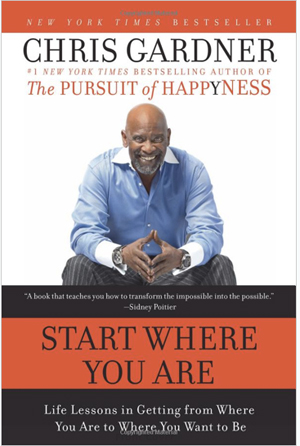 NEW YORK TIMES BESTSELLER
CHRIS GARDNER
#1 NEW YORK TIMES BESTSELLING AUTHOR OF
The PURSUIT of HAPPYNESS
“A book that teaches you how to transform the impossible into the possible.”
—Sidney Poitier
START WHERE
YOU ARE
Life Lessons in Getting from Where
You Are to Where You Want to Be